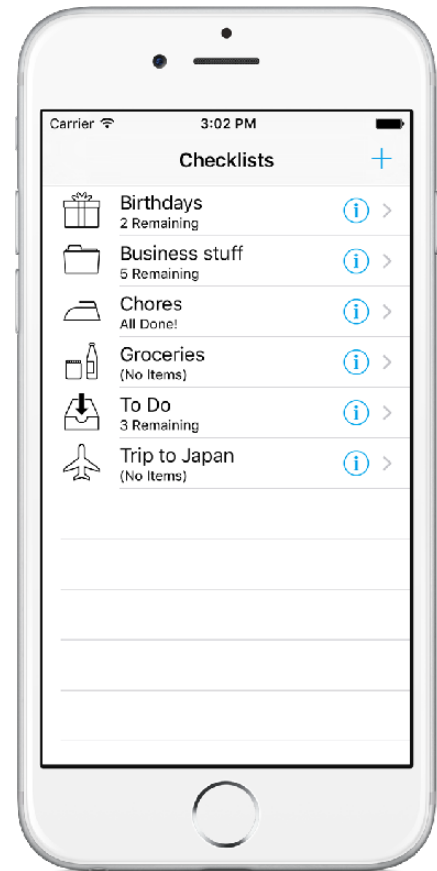 Carrier 3:02 PM
Checklists +
Birthdays
2 Remaining
Business stuff
5 Remaining
Chores
All Done!
Groceries
(No Items)
To Do
3 Remaining
Trip to Japan
(No Items)